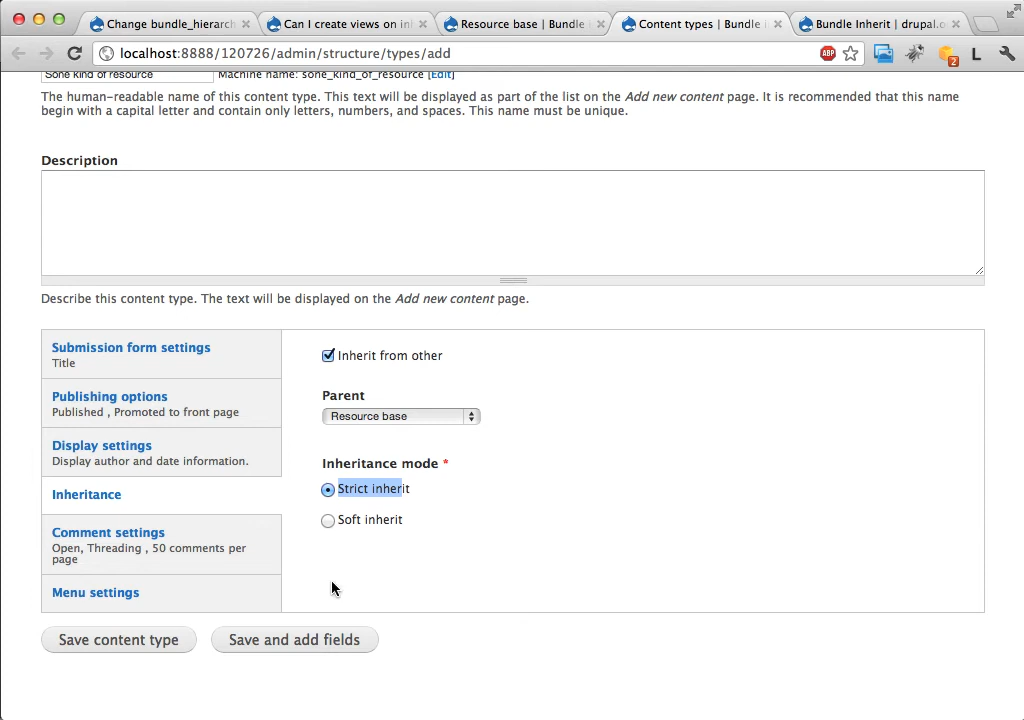 Change bundle_hierarch
Can I create views on inh
Resource base | Bundle
Content types | Bundle I
Bundle Inherit | drupal.o
localhost:8888/120726/admin/structure/types/add
ABP
2
L
Sone kind of resource Machine name: sone_kind_of_resource [Edit]
The human-readable name of this content type. This text will be displayed as part of the list on the Add new content page. It is recommended that this name
begin with a capital letter and contain only letters, numbers, and spaces. This name must be unique.
Description
Describe this content type. The text will be displayed on the Add new content page.
Submission form settings
Title
Publishing options
Published , Promoted to front page
Display settings
Display author and date information.
Inheritance
Comment settings
Open, Threading , 50 comments per
page
Menu settings
Inherit from other
Parent
Resource base
Inheritance mode *
Strict inherit
Soft inherit
Save content type
Save and add fields